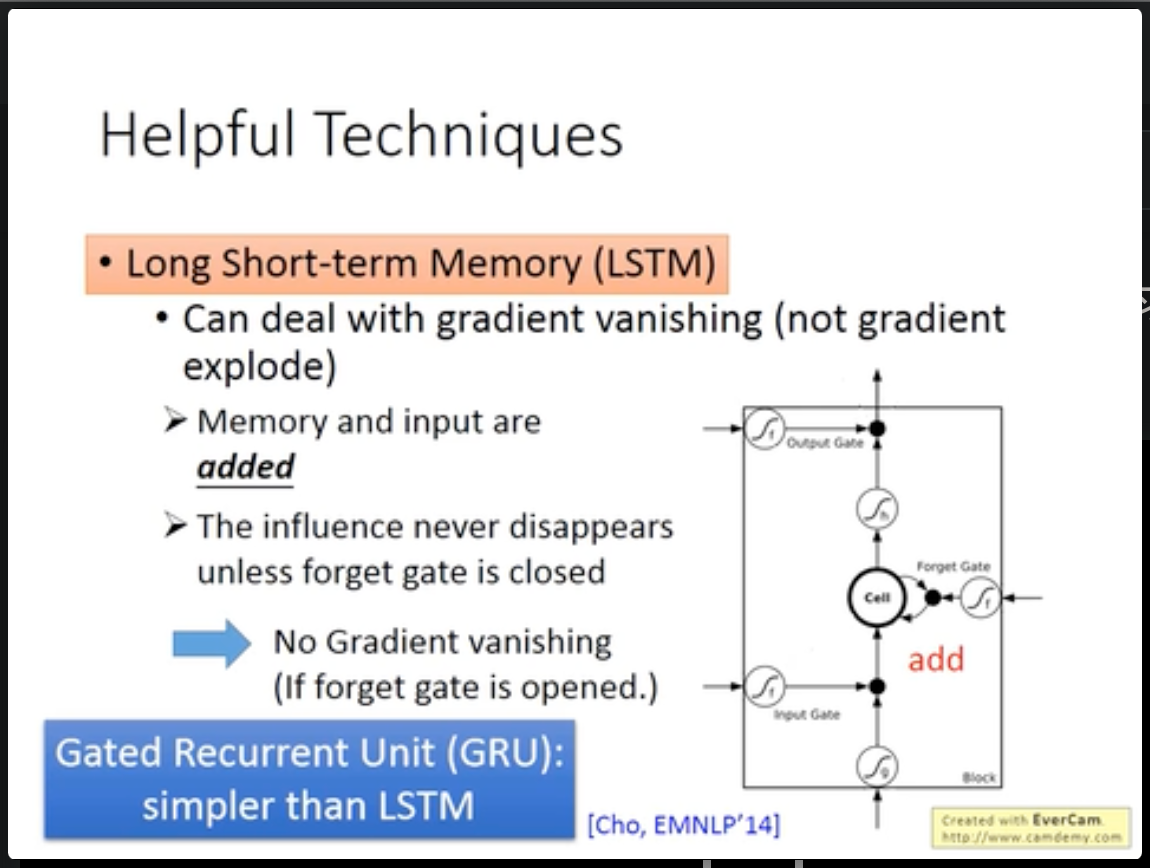 Helpful Techniques
• Long Short-term Memory (LSTM)
• Can deal with gradient vanishing (not gradient
explode)
➢ Memory and input are
added
➢ The influence never disappears
unless forget gate is closed
No Gradient vanishing
(If forget gate is opened.)
Gated Recurrent Unit (GRU):
simpler than LSTM
[Cho, EMNLP'14]
f
Output Gate
h
Forget Gate
Cell
f
add
f
Input Gate
g
Block
Created with EverCam.
http://www.camdemy.com